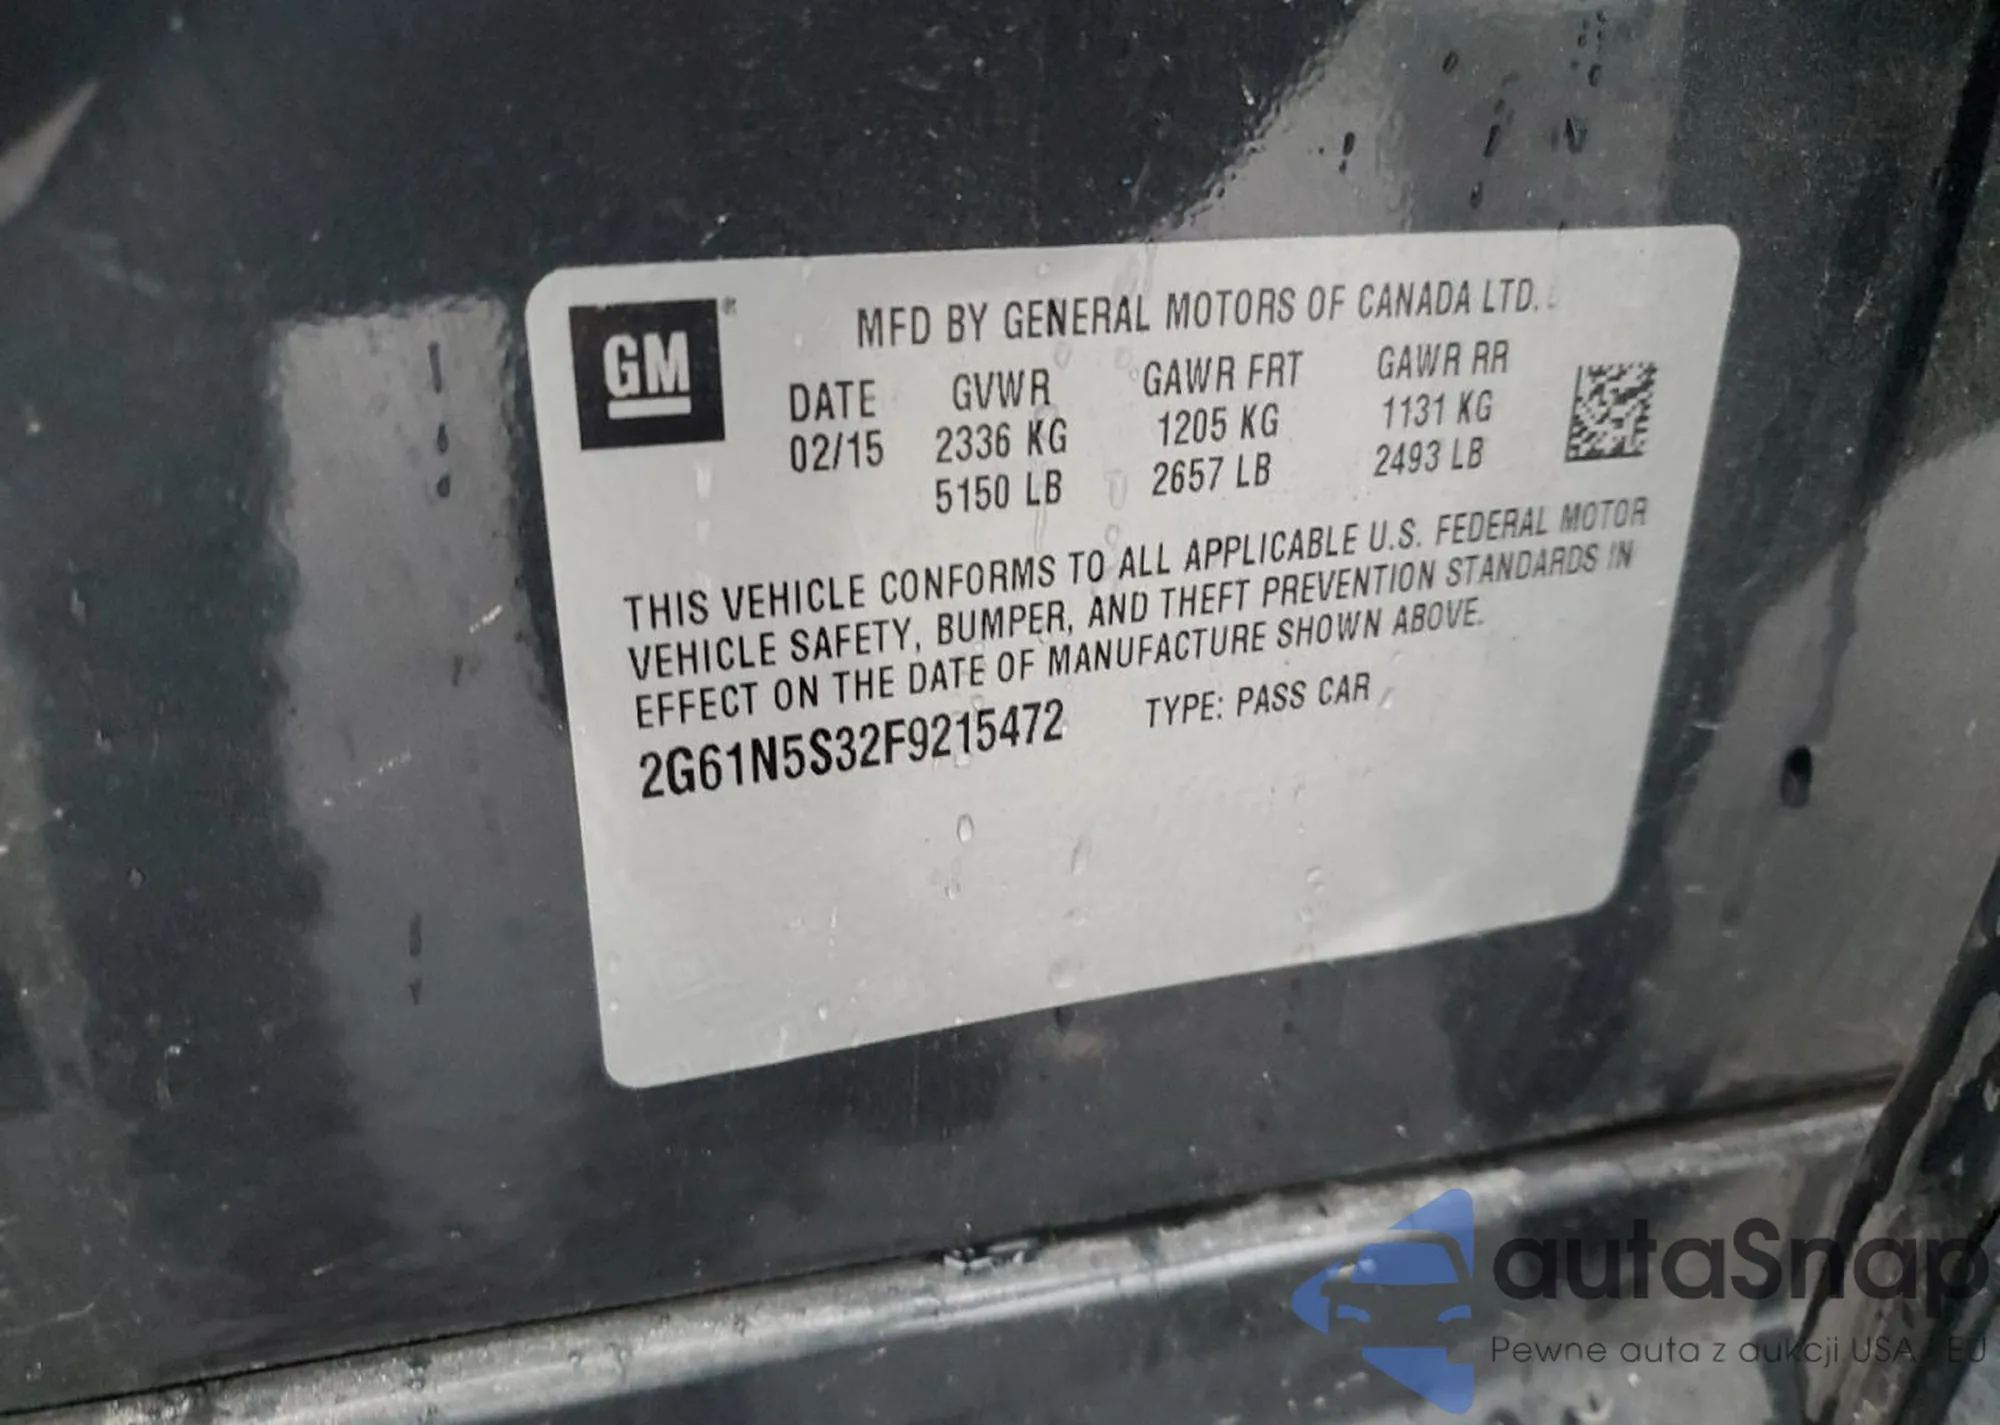 GM
MFD BY GENERAL MOTORS OF CANADA LTD.
DATE GVWR GAWR FRT GAWR RR
02/15 2336 KG 1205 KG 1131 KG
5150 LB 2657 LB 2493 LB
THIS VEHICLE CONFORMS TO ALL APPLICABLE U.S. FEDERAL MOTOR
VEHICLE SAFETY, BUMPER, AND THEFT PREVENTION STANDARDS IN
EFFECT ON THE DATE OF MANUFACTURE SHOWN ABOVE.
2G61N5S32F9215472 TYPE: PASS CAR
autaSnap
Pewne auta z aukcji USA i EU